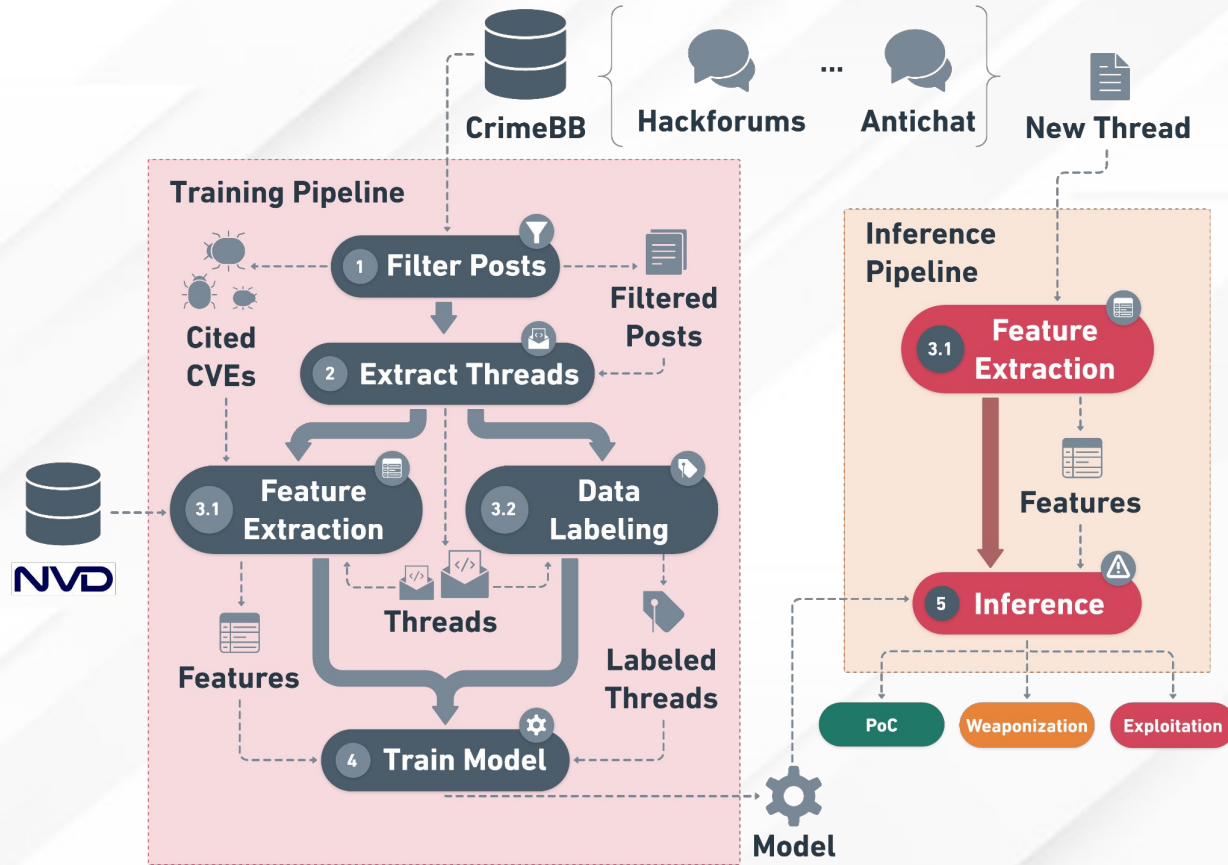 CrimeBB
Hackforums
...
Antichat
New Thread
Training Pipeline
1 Filter Posts
Cited
CVEs
Filtered
Posts
2 Extract Threads
3.1 Feature
Extraction
3.2 Data
Labeling
NVD
</>
</>
Threads
Features
Labeled
Threads
4 Train Model
Model
Inference
Pipeline
3.1 Feature
Extraction
Features
5 Inference
PoC
Weaponization
Exploitation